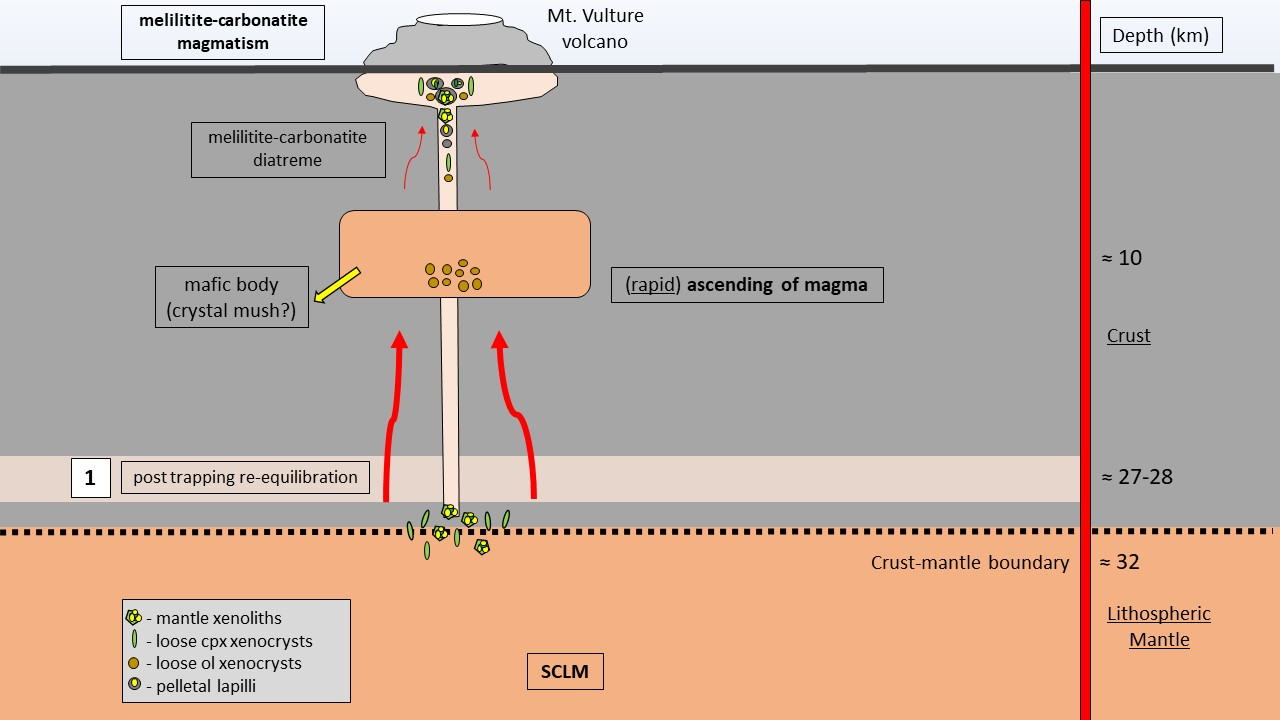 melilitite-carbonatite
magmatism
Mt. Vulture
volcano
Depth (km)
melilitite-carbonatite
diatreme
≈ 10
mafic body
(crystal mush?)
(rapid) ascending of magma
Crust
1
post trapping re-equilibration
≈ 27-28
Crust-mantle boundary
≈ 32
Lithospheric
Mantle
- mantle xenoliths
- loose cpx xenocrysts
- loose ol xenocrysts
- pelletal lapilli
SCLM